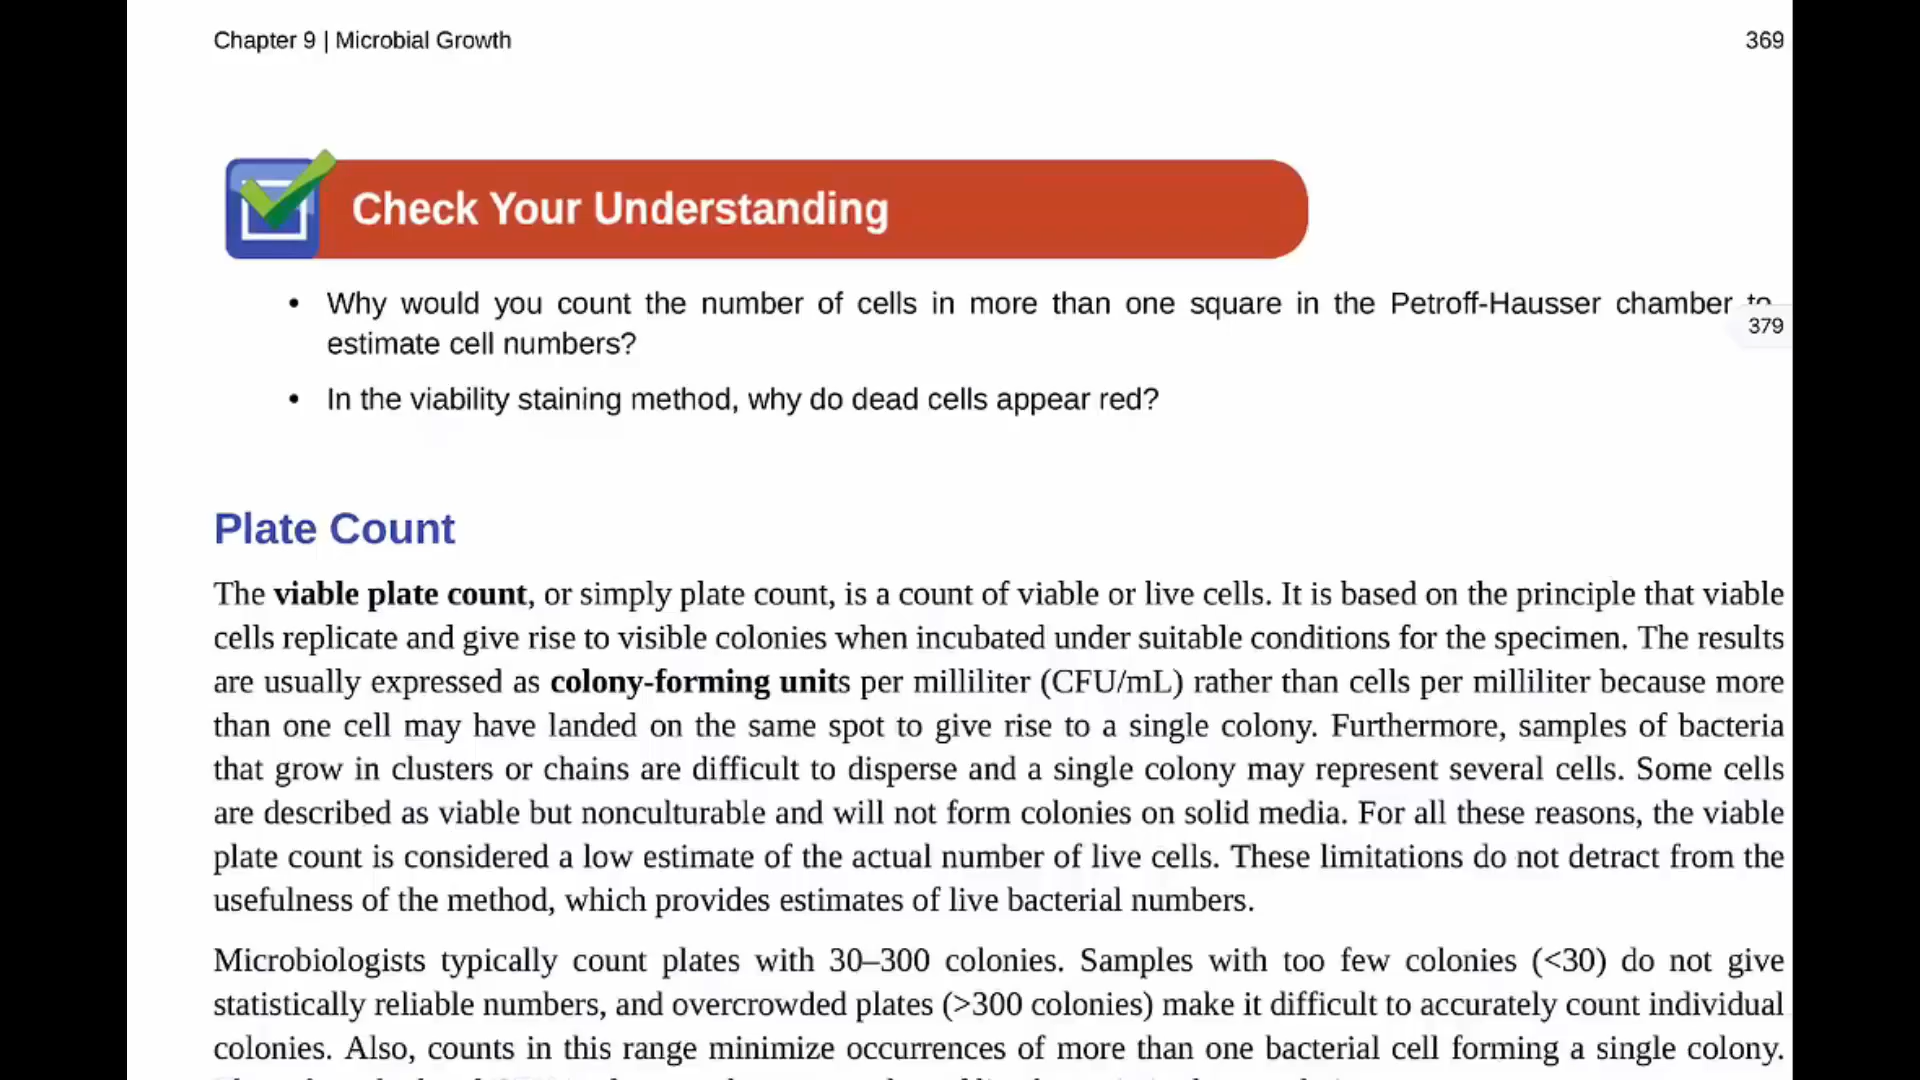 Chapter 9 | Microbial Growth
369
Check Your Understanding
• Why would you count the number of cells in more than one square in the Petroff-Hausser chamber to
379
estimate cell numbers?
• In the viability staining method, why do dead cells appear red?
Plate Count
The viable plate count, or simply plate count, is a count of viable or live cells. It is based on the principle that viable
cells replicate and give rise to visible colonies when incubated under suitable conditions for the specimen. The results
are usually expressed as colony-forming units per milliliter (CFU/mL) rather than cells per milliliter because more
than one cell may have landed on the same spot to give rise to a single colony. Furthermore, samples of bacteria
that grow in clusters or chains are difficult to disperse and a single colony may represent several cells. Some cells
are described as viable but nonculturable and will not form colonies on solid media. For all these reasons, the viable
plate count is considered a low estimate of the actual number of live cells. These limitations do not detract from the
usefulness of the method, which provides estimates of live bacterial numbers.
Microbiologists typically count plates with 30–300 colonies. Samples with too few colonies (<30) do not give
statistically reliable numbers, and overcrowded plates (>300 colonies) make it difficult to accurately count individual
colonies. Also, counts in this range minimize occurrences of more than one bacterial cell forming a single colony.